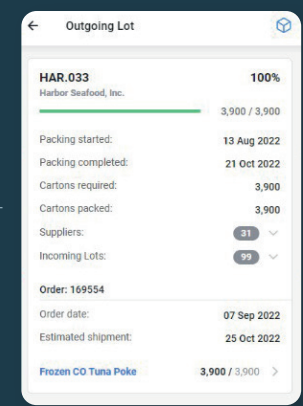 Outgoing Lot
HAR.033 100%
Harbor Seafood, Inc.
3,900 / 3,900
Packing started: 13 Aug 2022
Packing completed: 21 Oct 2022
Cartons required: 3,900
Cartons packed: 3,900
Suppliers: 31
Incoming Lots: 99
Order: 169554
Order date: 07 Sep 2022
Estimated shipment: 25 Oct 2022
Frozen CO Tuna Poke 3,900 / 3,900